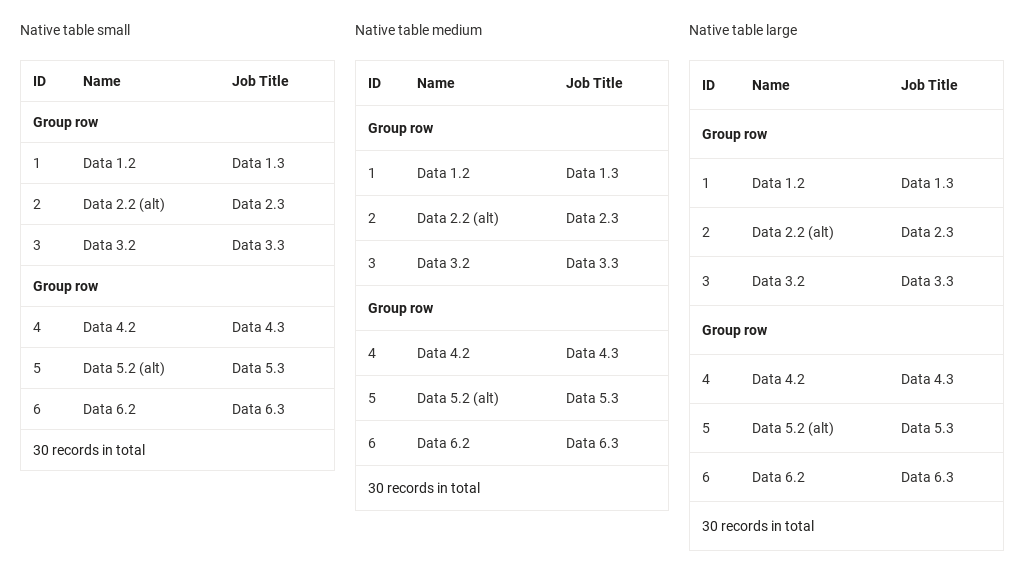 Native table small
ID Name Job Title
Group row
1 Data 1.2 Data 1.3
2 Data 2.2 (alt) Data 2.3
3 Data 3.2 Data 3.3
Group row
4 Data 4.2 Data 4.3
5 Data 5.2 (alt) Data 5.3
6 Data 6.2 Data 6.3
30 records in total
Native table medium
ID Name Job Title
Group row
1 Data 1.2 Data 1.3
2 Data 2.2 (alt) Data 2.3
3 Data 3.2 Data 3.3
Group row
4 Data 4.2 Data 4.3
5 Data 5.2 (alt) Data 5.3
6 Data 6.2 Data 6.3
30 records in total
Native table large
ID Name Job Title
Group row
1 Data 1.2 Data 1.3
2 Data 2.2 (alt) Data 2.3
3 Data 3.2 Data 3.3
Group row
4 Data 4.2 Data 4.3
5 Data 5.2 (alt) Data 5.3
6 Data 6.2 Data 6.3
30 records in total